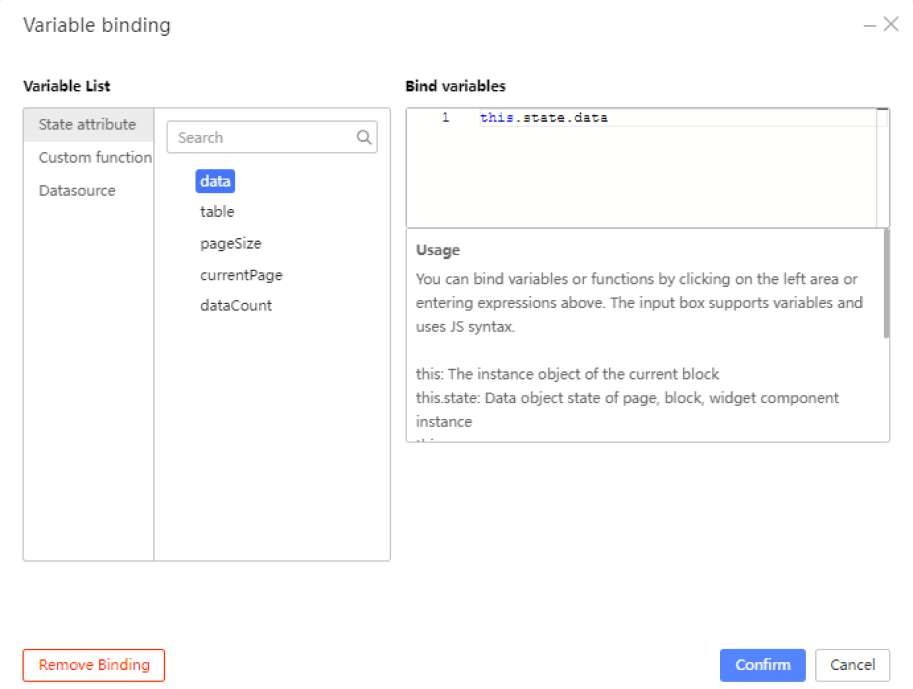 Variable binding
Variable List
State attribute
Custom function
Datasource
Search
data
table
pageSize
currentPage
dataCount
Bind variables
1 this.state.data
Usage
You can bind variables or functions by clicking on the left area or
entering expressions above. The input box supports variables and
uses JS syntax.
this: The instance object of the current block
this.state: Data object state of page, block, widget component
instance
Remove Binding
Confirm
Cancel